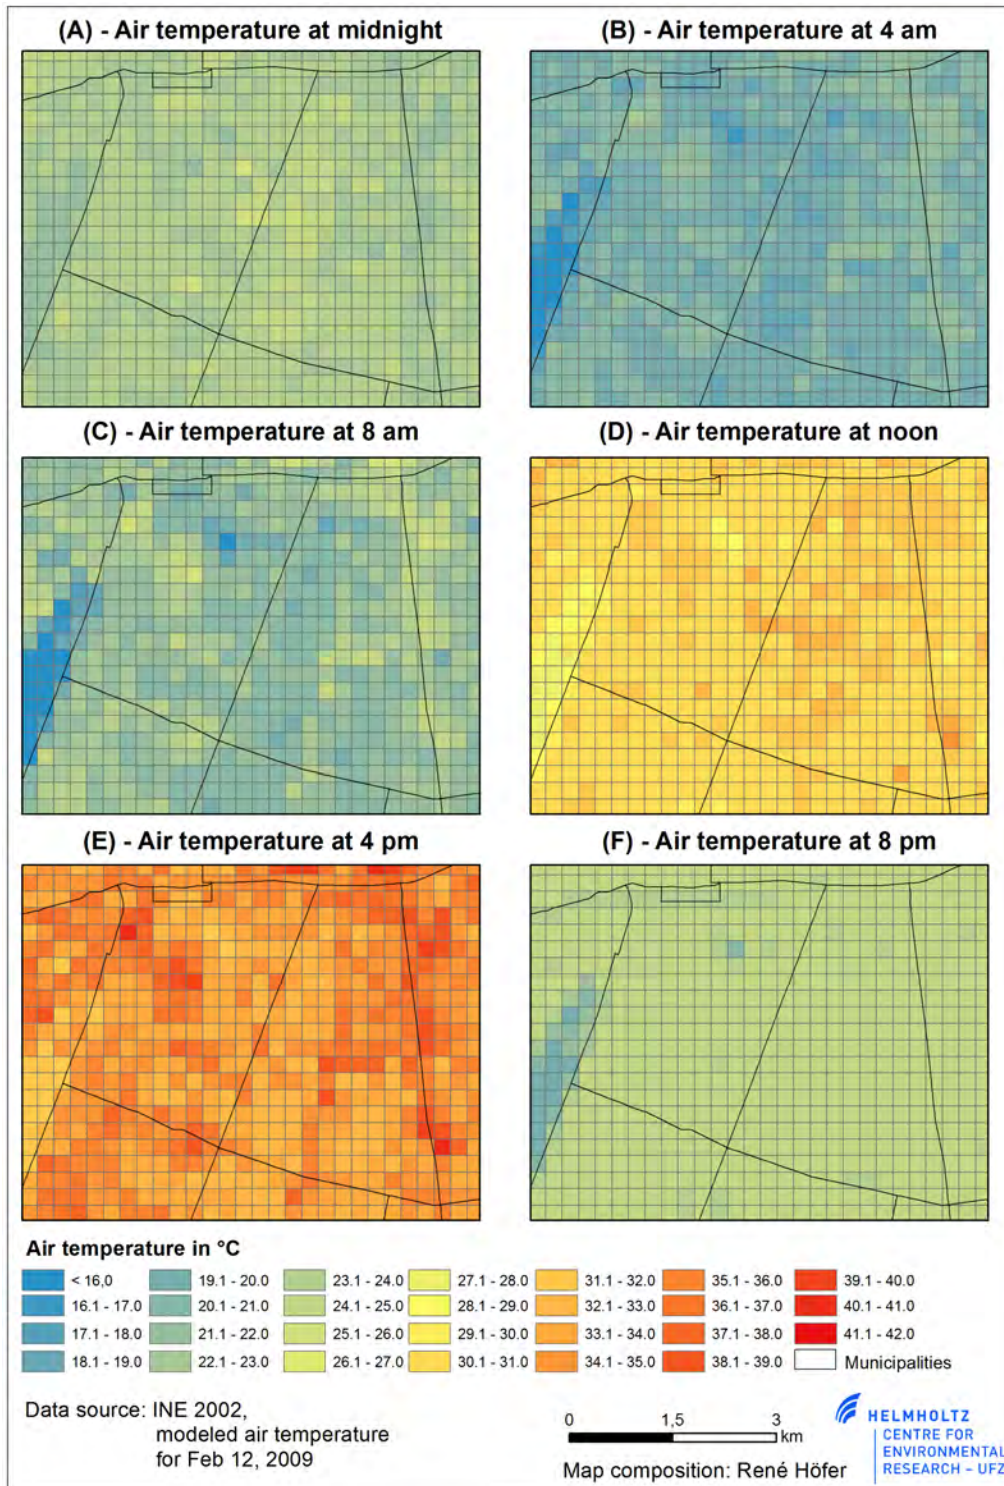 (A) - Air temperature at midnight
(B) - Air temperature at 4 am
(C) - Air temperature at 8 am
(D) - Air temperature at noon
(E) - Air temperature at 4 pm
(F) - Air temperature at 8 pm
Air temperature in °C
< 16,0
16.1 - 17.0
17.1 - 18.0
18.1 - 19.0
19.1 - 20.0
20.1 - 21.0
21.1 - 22.0
22.1 - 23.0
23.1 - 24.0
24.1 - 25.0
25.1 - 26.0
26.1 - 27.0
27.1 - 28.0
28.1 - 29.0
29.1 - 30.0
30.1 - 31.0
31.1 - 32.0
32.1 - 33.0
33.1 - 34.0
34.1 - 35.0
35.1 - 36.0
36.1 - 37.0
37.1 - 38.0
38.1 - 39.0
39.1 - 40.0
40.1 - 41.0
41.1 - 42.0
Municipalities
Data source: INE 2002,
modeled air temperature
for Feb 12, 2009
0 1,5 3
km
Map composition: René Höfer
HELMHOLTZ
CENTRE FOR
ENVIRONMENTAL
RESEARCH – UFZ